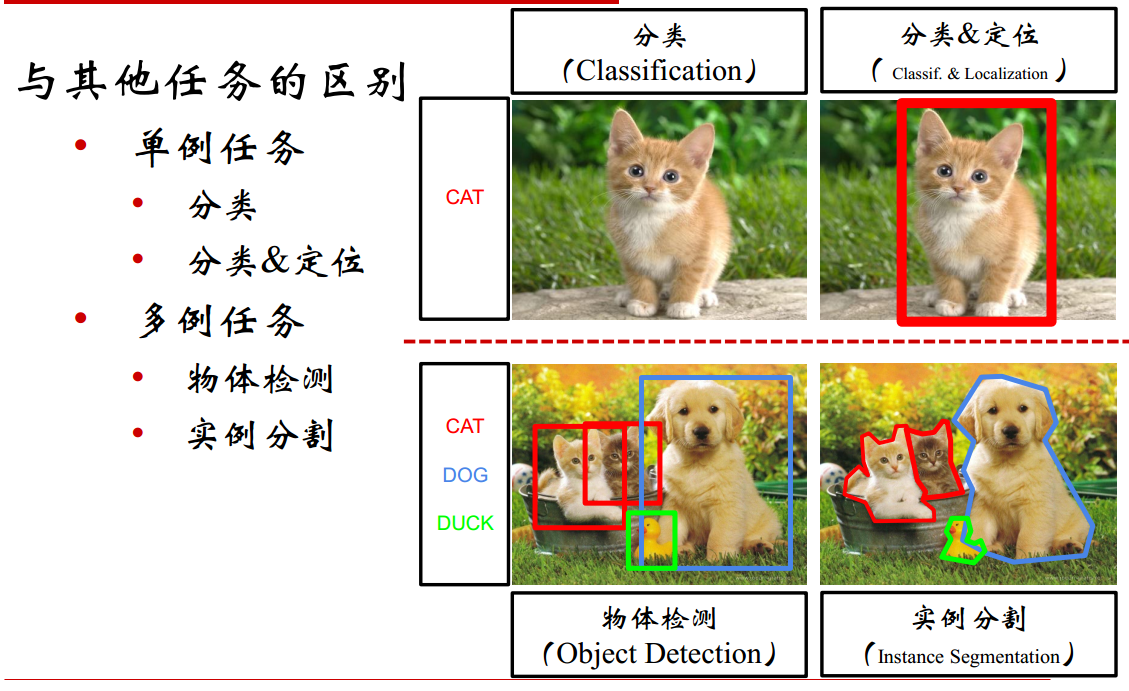 与其他任务的区别
• 单例任务
• 分类
• 分类&定位
• 多例任务
• 物体检测
• 实例分割
分类
(Classification)
分类&定位
( Classif. & Localization )
CAT
CAT
DOG
DUCK
物体检测
(Object Detection)
实例分割
(Instance Segmentation)